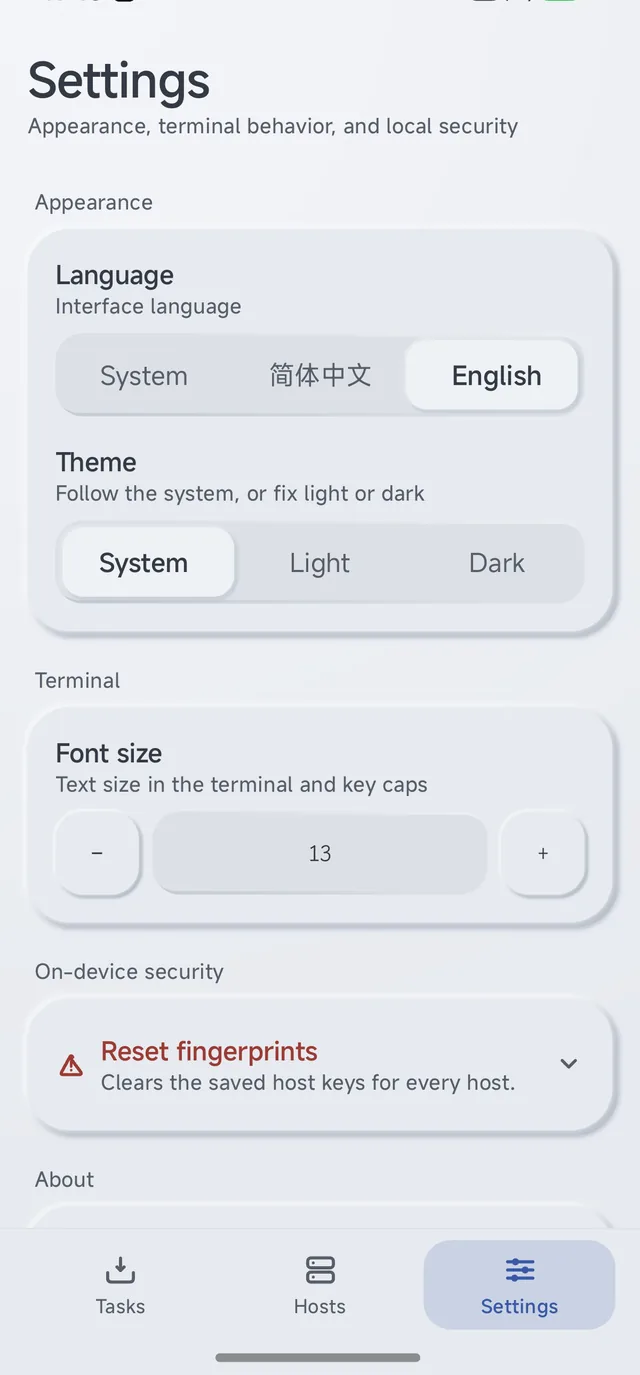 Settings
Appearance, terminal behavior, and local security
Appearance
Language
Interface language
System 简体中文 English
Theme
Follow the system, or fix light or dark
System Light Dark
Terminal
Font size
Text size in the terminal and key caps
− 13 +
On-device security
Reset fingerprints
Clears the saved host keys for every host.
About
Tasks Hosts Settings